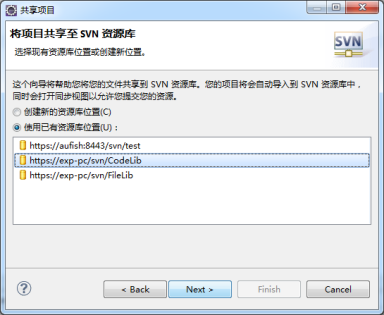 共享项目
将项目共享至 SVN 资源库
选择现有资源库位置或创建新位置。
SVN
这个向导将帮助您将您的文件共享到 SVN 资源库。您的项目将会自动导入到 SVN 资源库中，
同时会打开同步视图以允许您提交您的资源。
创建新的资源库位置(C)
使用已有资源库位置(U)：
https://aufish:8443/svn/test
https://exp-pc/svn/CodeLib
https://exp-pc/svn/FileLib
?
< Back
Next >
Finish
Cancel